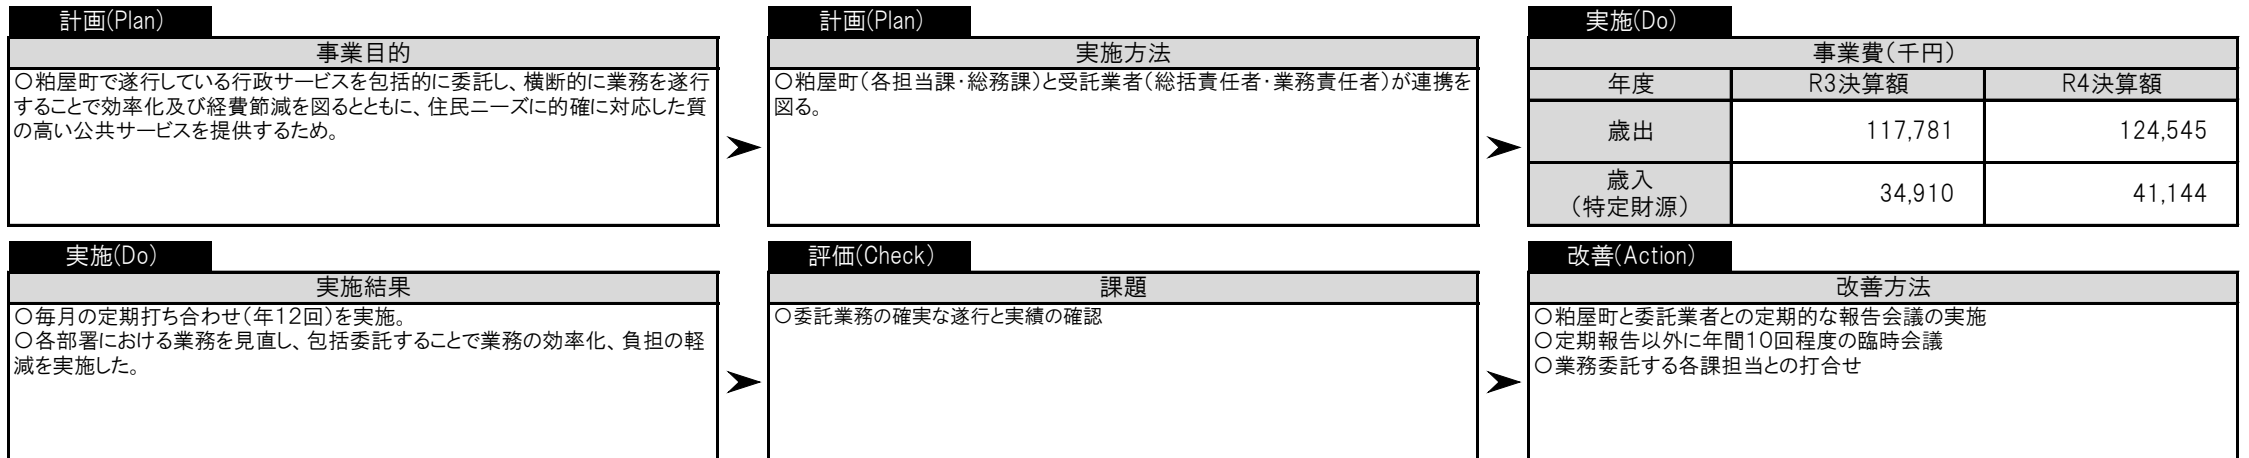 計画(Plan)
事業目的
○粕屋町で遂行している行政サービスを包括的に委託し、横断的に業務を遂行
することで効率化及び経費節減を図るとともに、住民ニーズに的確に対応した質
の高い公共サービスを提供するため。
計画(Plan)
実施方法
○粕屋町(各担当課・総務課)と受託業者(総括責任者・業務責任者)が連携を
図る。
実施(Do)
事業費(千円)
年度 R3決算額 R4決算額
歳出 117,781 124,545
歳入
(特定財源) 34,910 41,144
実施(Do)
実施結果
○毎月の定期打ち合わせ(年12回)を実施。
○各部署における業務を見直し、包括委託することで業務の効率化、負担の軽
減を実施した。
評価(Check)
課題
○委託業務の確実な遂行と実績の確認
改善(Action)
改善方法
○粕屋町と委託業者との定期的な報告会議の実施
○定期報告以外に年間10回程度の臨時会議
○業務委託する各課担当との打合せ